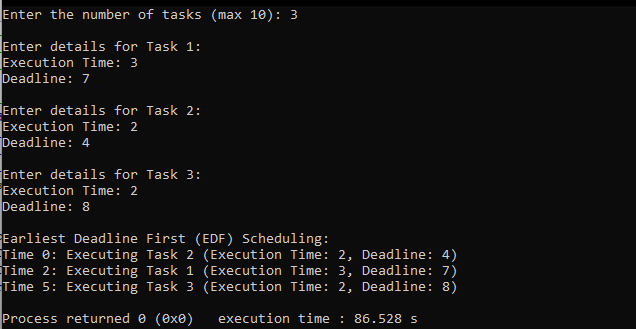 Enter the number of tasks (max 10): 3
Enter details for Task 1:
Execution Time: 3
Deadline: 7
Enter details for Task 2:
Execution Time: 2
Deadline: 4
Enter details for Task 3:
Execution Time: 2
Deadline: 8
Earliest Deadline First (EDF) Scheduling:
Time 0: Executing Task 2 (Execution Time: 2, Deadline: 4)
Time 2: Executing Task 1 (Execution Time: 3, Deadline: 7)
Time 5: Executing Task 3 (Execution Time: 2, Deadline: 8)
Process returned 0 (0x0)   execution time : 86.528 s